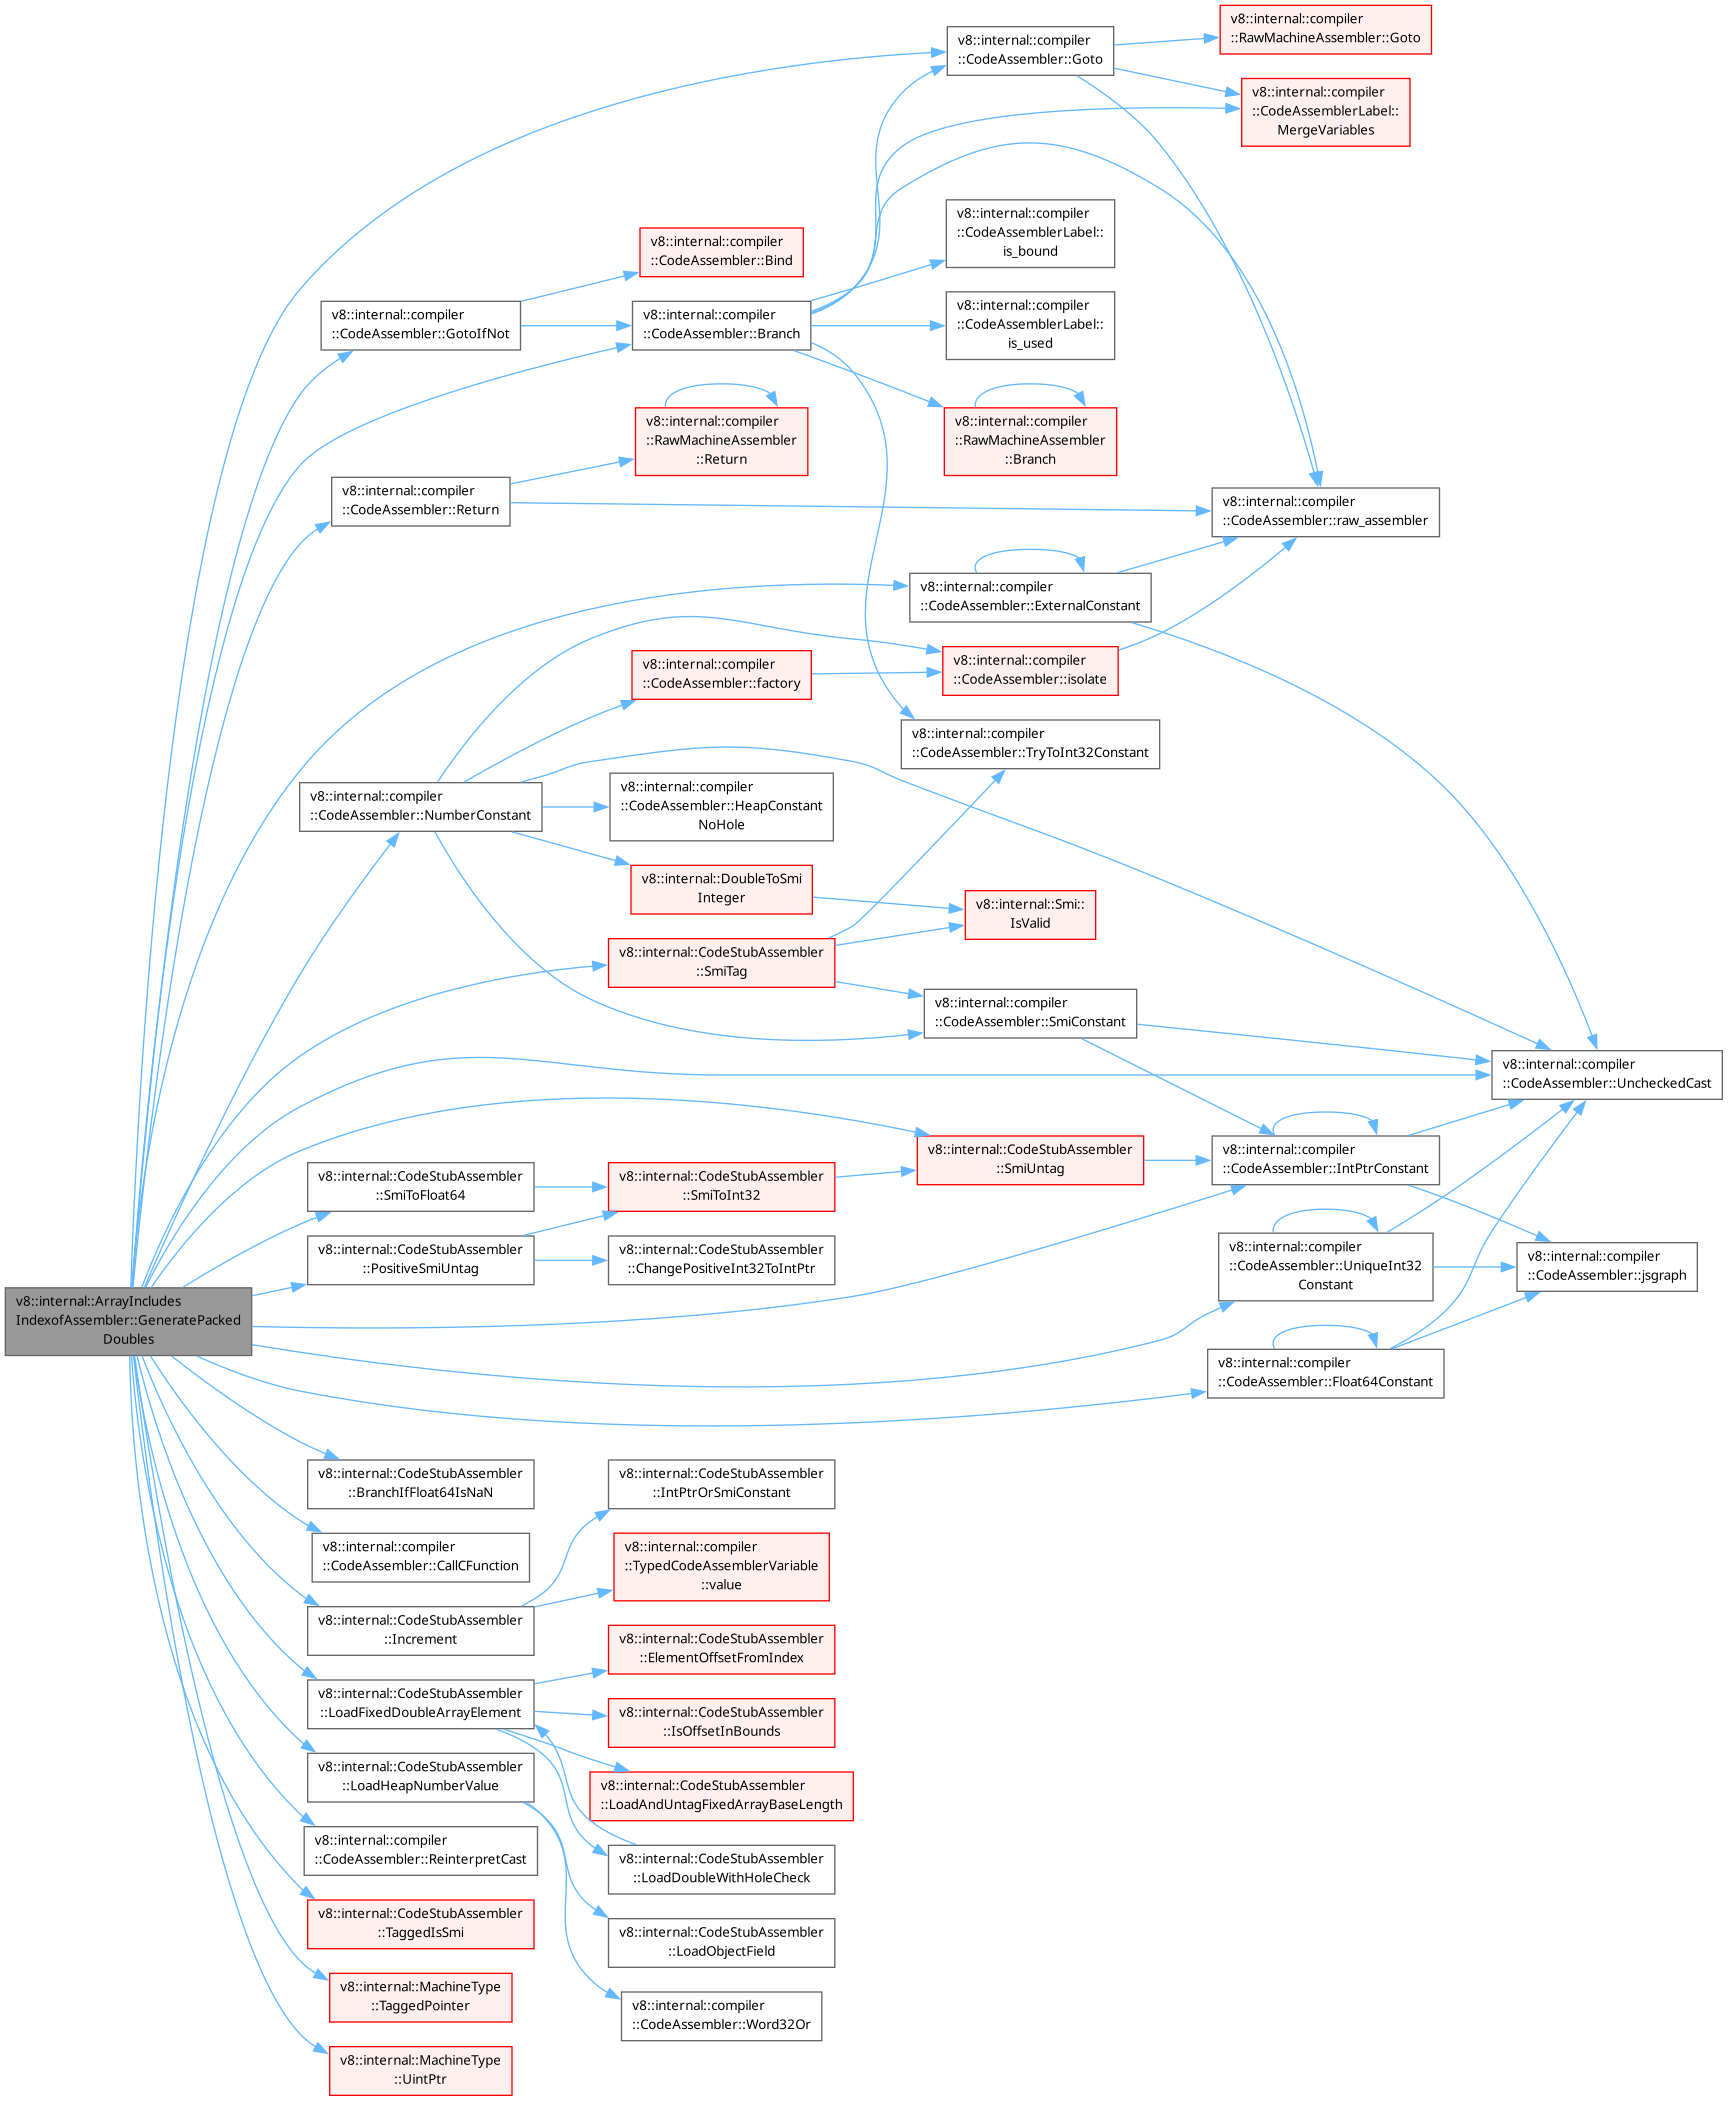 v8::internal::compiler
::CodeAssembler::Goto
v8::internal::compiler
::RawMachineAssembler::Goto
v8::internal::compiler
::CodeAssemblerLabel::
MergeVariables
v8::internal::compiler
::CodeAssemblerLabel::
is_bound
v8::internal::compiler
::CodeAssembler::Bind
v8::internal::compiler
::CodeAssembler::GotoIfNot
v8::internal::compiler
::CodeAssembler::Branch
v8::internal::compiler
::CodeAssemblerLabel::
is_used
v8::internal::compiler
::RawMachineAssembler
::Return
v8::internal::compiler
::RawMachineAssembler
::Branch
v8::internal::compiler
::CodeAssembler::Return
v8::internal::compiler
::CodeAssembler::raw_assembler
v8::internal::compiler
::CodeAssembler::ExternalConstant
v8::internal::compiler
::CodeAssembler::factory
v8::internal::compiler
::CodeAssembler::isolate
v8::internal::compiler
::CodeAssembler::TryToInt32Constant
v8::internal::compiler
::CodeAssembler::NumberConstant
v8::internal::compiler
::CodeAssembler::HeapConstant
NoHole
v8::internal::DoubleToSmi
Integer
v8::internal::Smi::
IsValid
v8::internal::CodeStubAssembler
::SmiTag
v8::internal::compiler
::CodeAssembler::SmiConstant
v8::internal::compiler
::CodeAssembler::UncheckedCast
v8::internal::CodeStubAssembler
::SmiUntag
v8::internal::compiler
::CodeAssembler::IntPtrConstant
v8::internal::CodeStubAssembler
::SmiToFloat64
v8::internal::CodeStubAssembler
::SmiToInt32
v8::internal::CodeStubAssembler
::PositiveSmiUntag
v8::internal::CodeStubAssembler
::ChangePositiveInt32ToIntPtr
v8::internal::compiler
::CodeAssembler::UniqueInt32
Constant
v8::internal::compiler
::CodeAssembler::jsgraph
v8::internal::ArrayIncludes
IndexofAssembler::GeneratePacked
Doubles
v8::internal::compiler
::CodeAssembler::Float64Constant
v8::internal::CodeStubAssembler
::BranchIfFloat64IsNaN
v8::internal::CodeStubAssembler
::IntPtrOrSmiConstant
v8::internal::compiler
::CodeAssembler::CallCFunction
v8::internal::compiler
::TypedCodeAssemblerVariable
::value
v8::internal::CodeStubAssembler
::Increment
v8::internal::CodeStubAssembler
::ElementOffsetFromIndex
v8::internal::CodeStubAssembler
::LoadFixedDoubleArrayElement
v8::internal::CodeStubAssembler
::IsOffsetInBounds
v8::internal::CodeStubAssembler
::LoadHeapNumberValue
v8::internal::CodeStubAssembler
::LoadAndUntagFixedArrayBaseLength
v8::internal::compiler
::CodeAssembler::ReinterpretCast
v8::internal::CodeStubAssembler
::LoadDoubleWithHoleCheck
v8::internal::CodeStubAssembler
::TaggedIsSmi
v8::internal::CodeStubAssembler
::LoadObjectField
v8::internal::MachineType
::TaggedPointer
v8::internal::compiler
::CodeAssembler::Word32Or
v8::internal::MachineType
::UintPtr